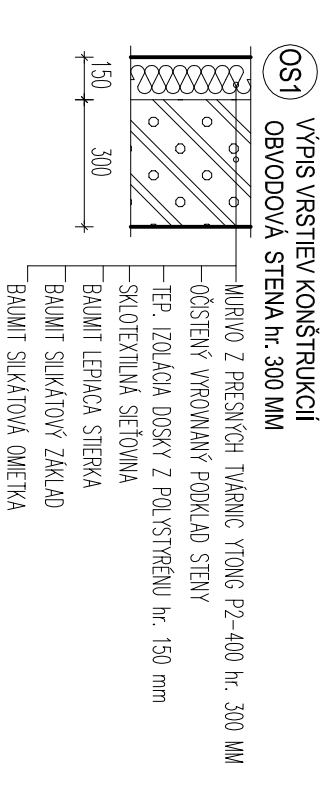 OS1
VÝPIS VRSTIEV KONŠTRUKCIÍ
OBVODOVÁ STENA hr. 300 MM
150
300
MURIVO Z PRESNÝCH TVÁRNIC YTONG P2-400 hr. 300 MM
OČISTENÝ VYROVNANÝ PODKLAD STENY
TEP. IZOLÁCIA DOSKY Z POLYSTYRÉNU hr. 150 mm
SKLOTEXTILNÁ SIEŤOVINA
BAUMIT LEPIACA STIERKA
BAUMIT SILIKÁTOVÝ ZÁKLAD
BAUMIT SILKÁTOVÁ OMIETKA